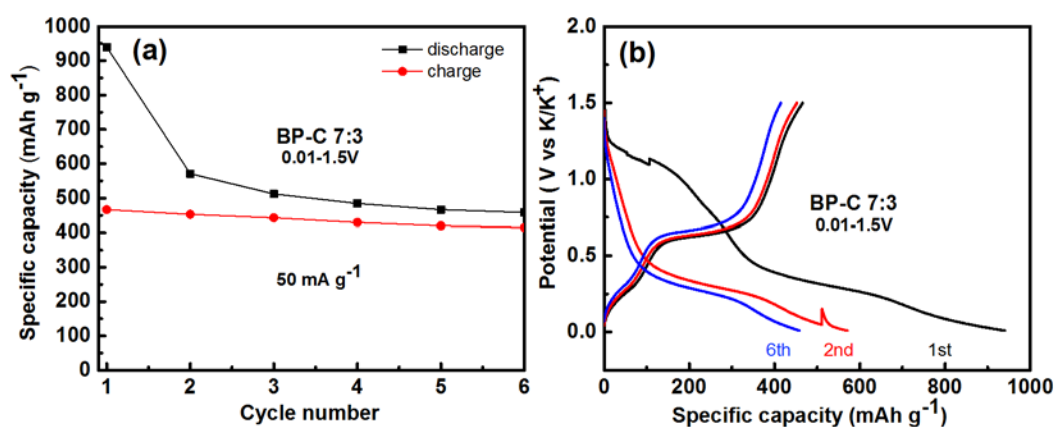 (a)
discharge
charge
BP-C 7:3
0.01-1.5V
50 mA g⁻¹
Specific capacity (mAh g⁻¹)
1000
900
800
700
600
500
400
300
200
100
0
1 2 3 4 5 6
Cycle number
(b)
BP-C 7:3
0.01-1.5V
6th 2nd 1st
Potential ( V vs K/K⁺)
2.0
1.5
1.0
0.5
0.0
0 200 400 600 800 1000
Specific capacity (mAh g⁻¹)